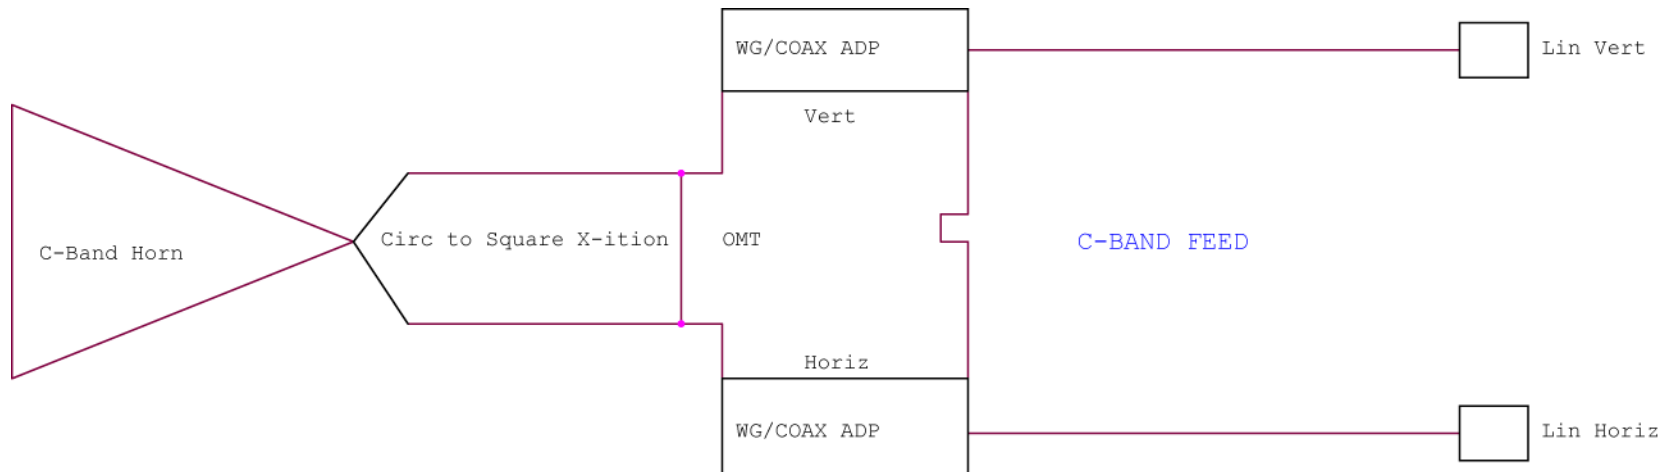 WG/COAX ADP
Lin Vert
Vert
C-Band Horn
Circ to Square X-ition
OMT
C-BAND FEED
Horiz
WG/COAX ADP
Lin Horiz